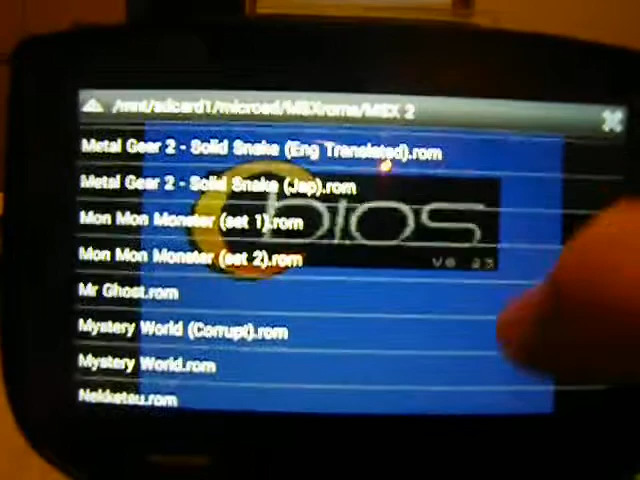 /mnt/sdcard1/microsd/MSXroms/MSX 2
Metal Gear 2 - Solid Snake (Eng Translated).rom
Metal Gear 2 - Solid Snake (Jap).rom
Mon Mon Monster (set 1).rom
Cbios
Mon Mon Monster (set 2).rom
Mr Ghost.rom
Mystery World (Corrupt).rom
Mystery World.rom
Nekketsu.rom